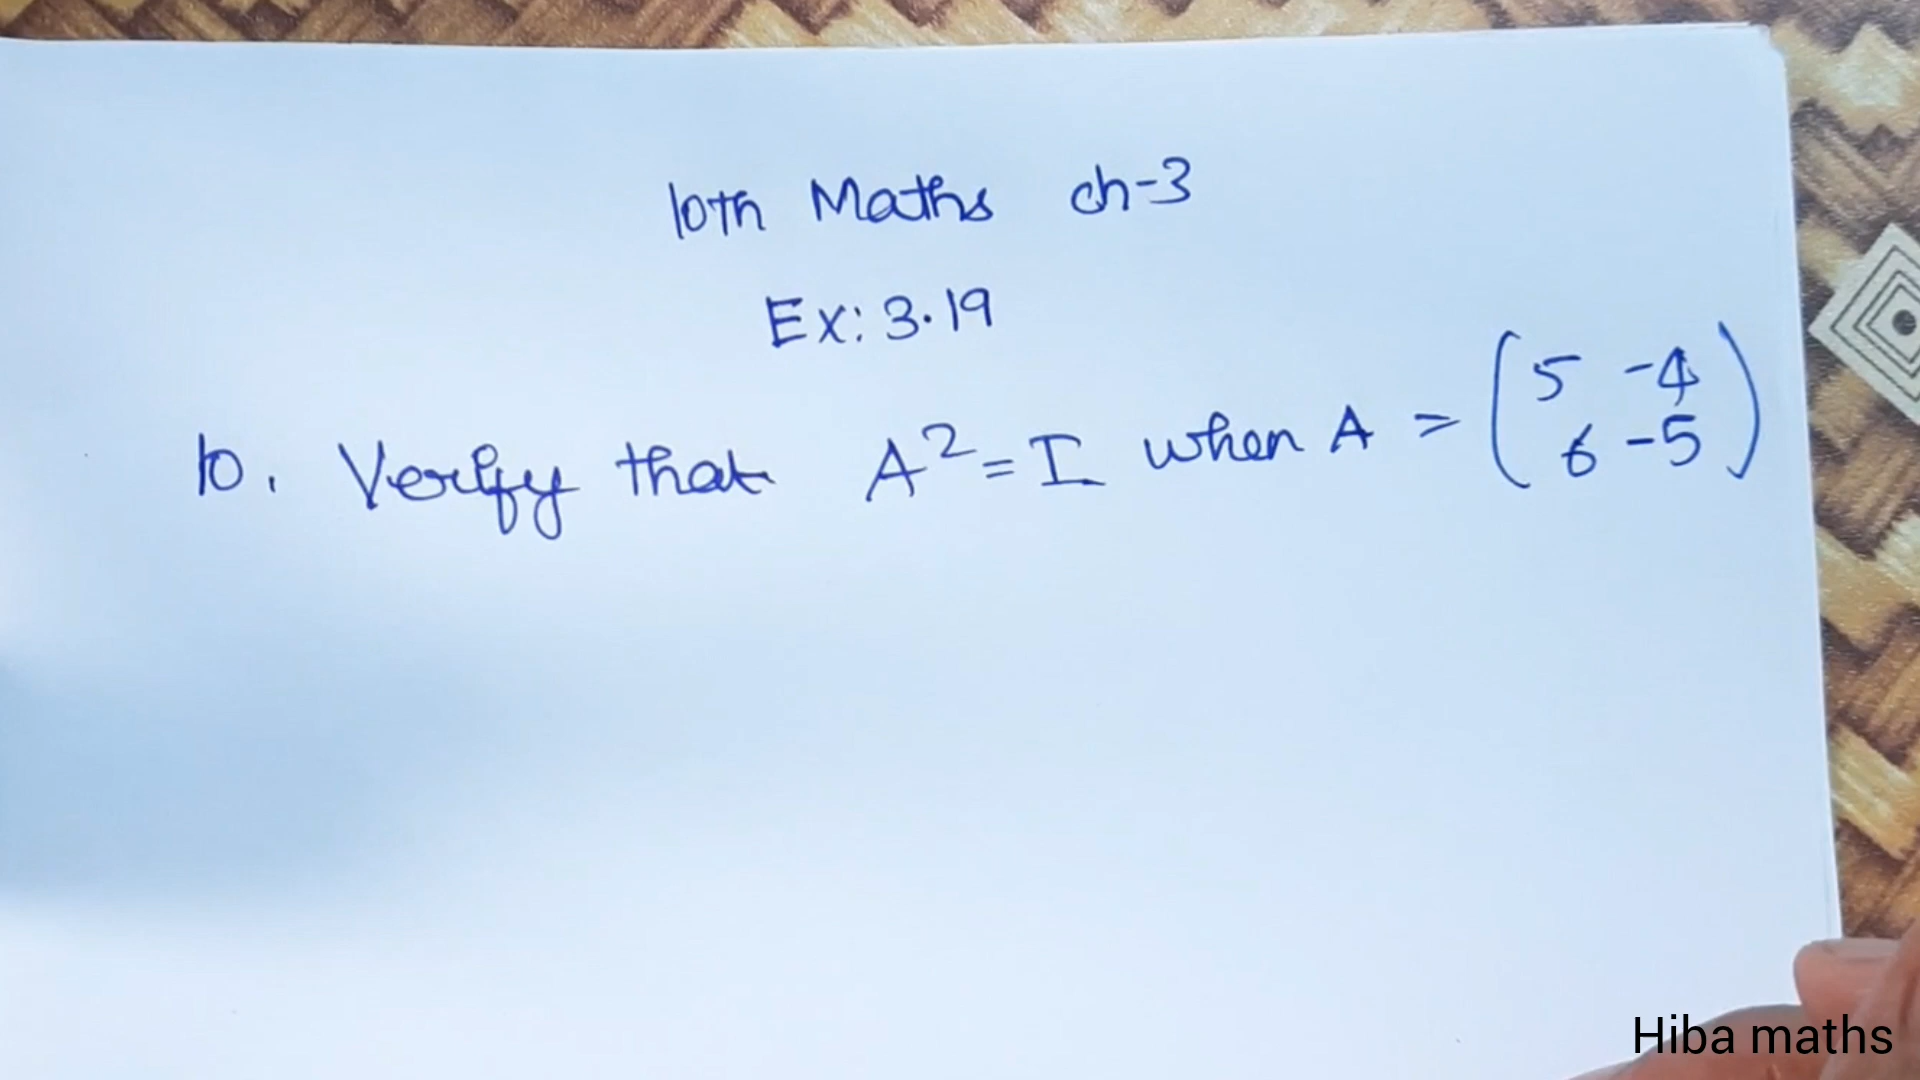 10th Maths ch-3
Ex: 3.19
10. Verify that A² = I when A = (5 -4
6 -5)
Hiba maths